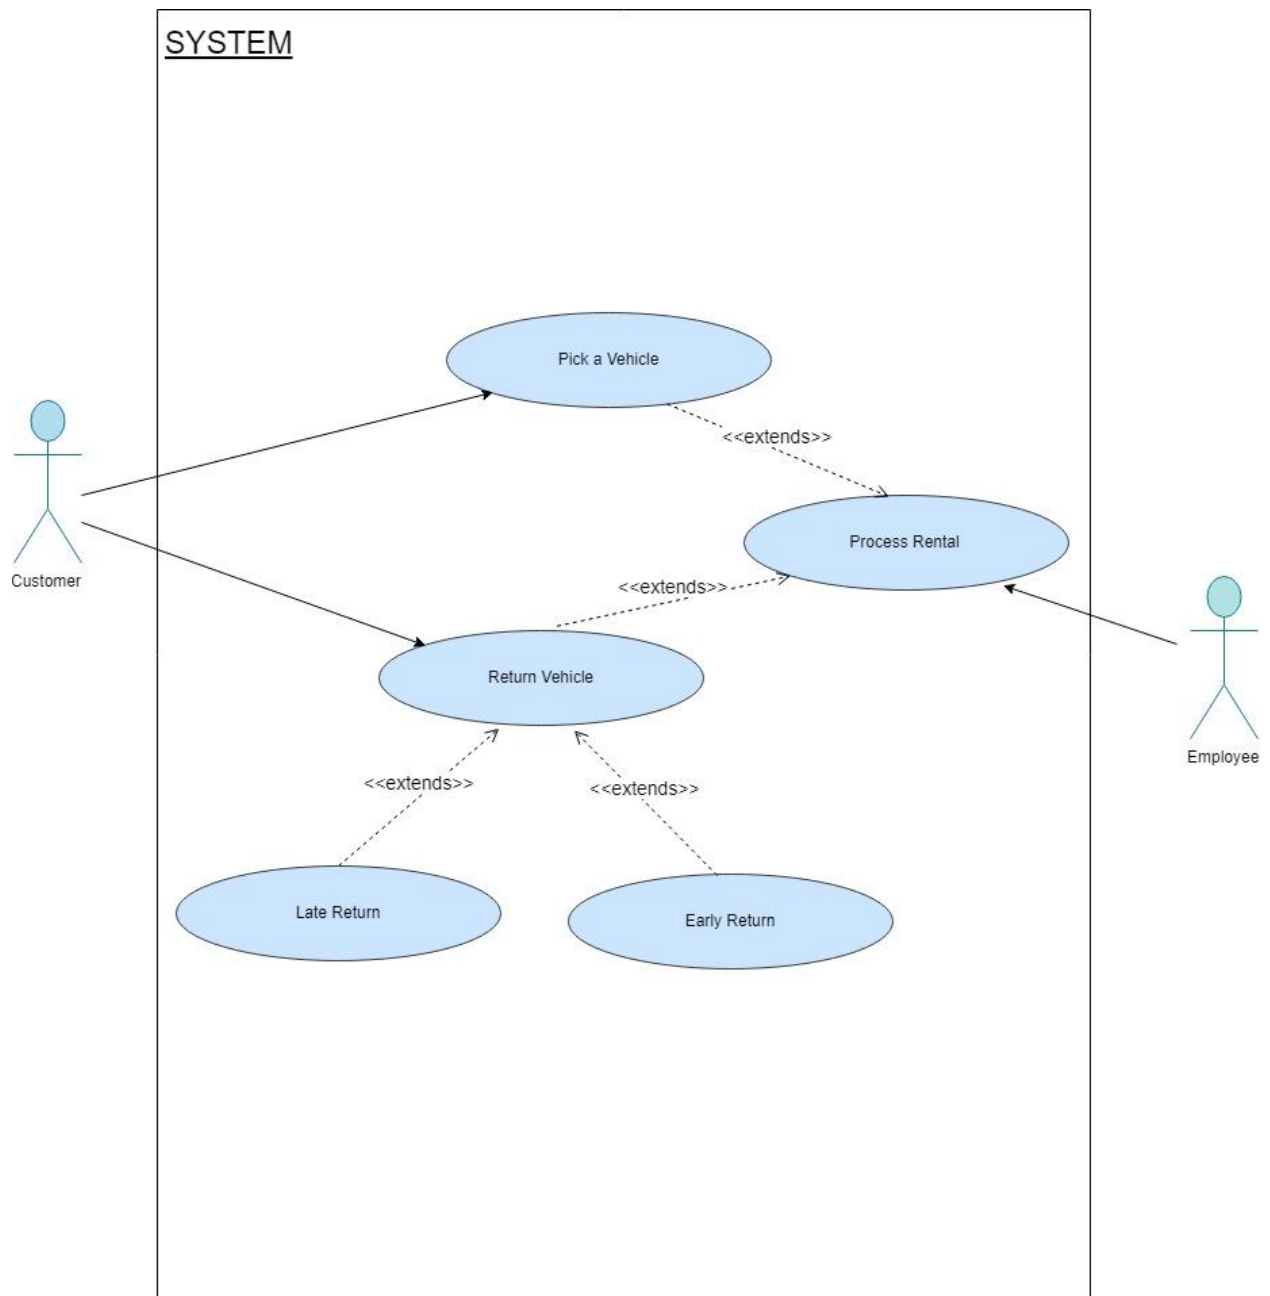 SYSTEM
Pick a Vehicle
<<extends>>
Process Rental
Customer
<<extends>>
Return Vehicle
Employee
<<extends>>
<<extends>>
Late Return
Early Return